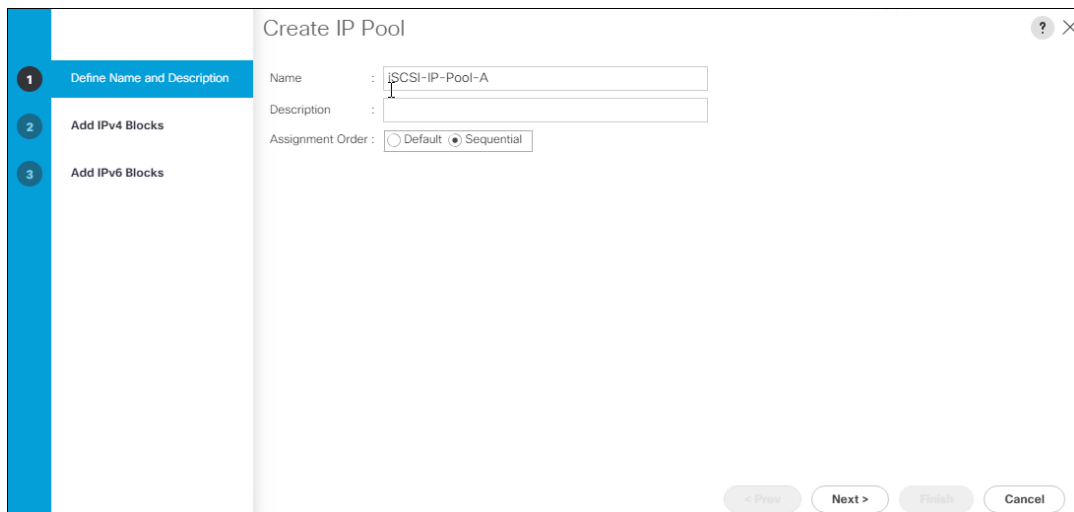 Create IP Pool
?
1 Define Name and Description
2 Add IPv4 Blocks
3 Add IPv6 Blocks
Name : iSCSI-IP-Pool-A
Description :
Assignment Order : Default Sequential
< Prev Next > Finish Cancel